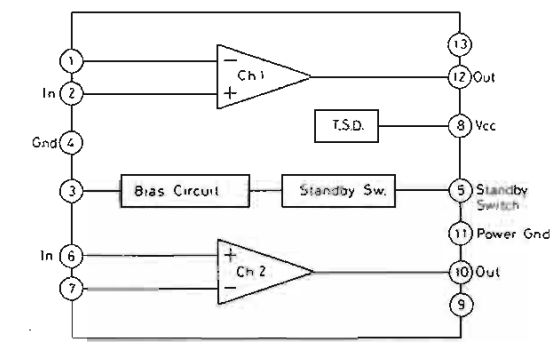 13
1 − Ch 1 12 Out
In 2 +
T.S.D. 8 Vcc
Gnd 4
3 Bias Circuit Standby Sw. 5 Standby
Switch
11 Power Gnd
In 6 +
Ch 2 10 Out
7 −
9